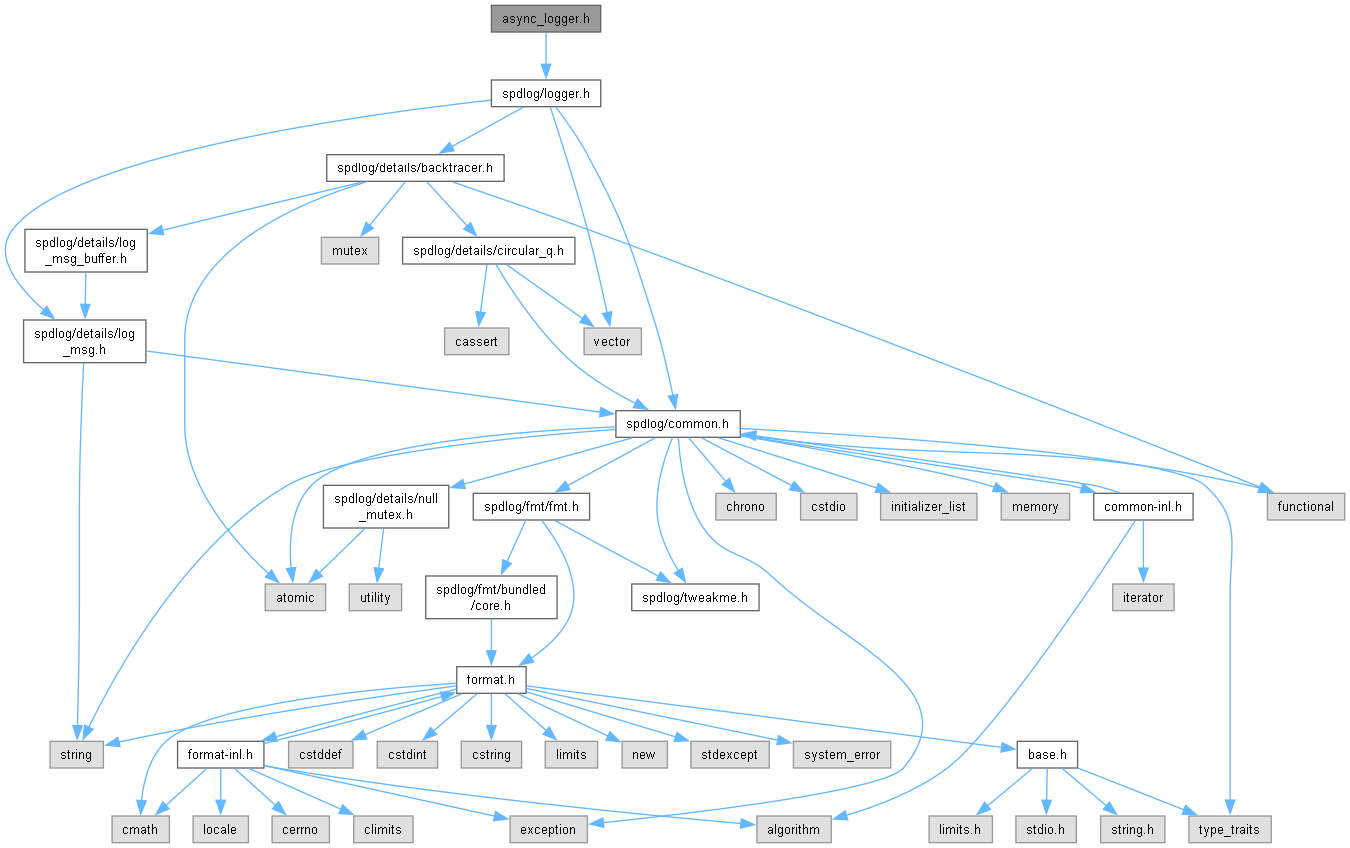 async_logger.h
spdlog/logger.h
spdlog/details/backtracer.h
spdlog/details/log
_msg_buffer.h
mutex
spdlog/details/circular_q.h
spdlog/details/log
_msg.h
cassert
vector
spdlog/common.h
spdlog/details/null
_mutex.h
spdlog/fmt/fmt.h
chrono
cstdio
initializer_list
memory
common-inl.h
functional
atomic
utility
spdlog/fmt/bundled
/core.h
spdlog/tweakme.h
iterator
format.h
string
format-inl.h
cstddef
cstdint
cstring
limits
new
stdexcept
system_error
base.h
cmath
locale
cerrno
climits
exception
algorithm
limits.h
stdio.h
string.h
type_traits